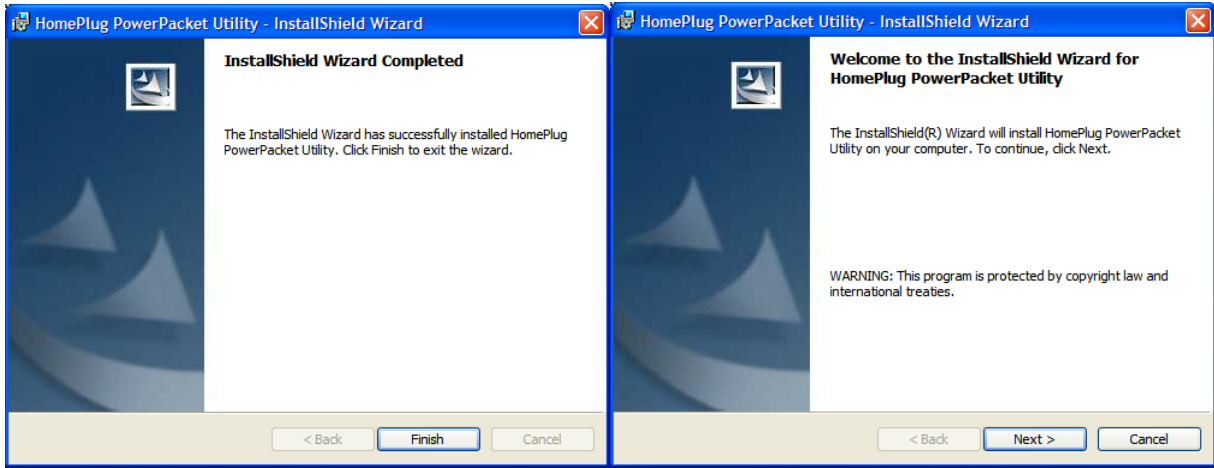 HomePlug PowerPacket Utility - InstallShield Wizard
InstallShield Wizard Completed
The InstallShield Wizard has successfully installed HomePlug
PowerPacket Utility. Click Finish to exit the wizard.
< Back
Finish
Cancel
HomePlug PowerPacket Utility - InstallShield Wizard
Welcome to the InstallShield Wizard for
HomePlug PowerPacket Utility
The InstallShield(R) Wizard will install HomePlug PowerPacket
Utility on your computer. To continue, click Next.
WARNING: This program is protected by copyright law and
international treaties.
< Back
Next >
Cancel